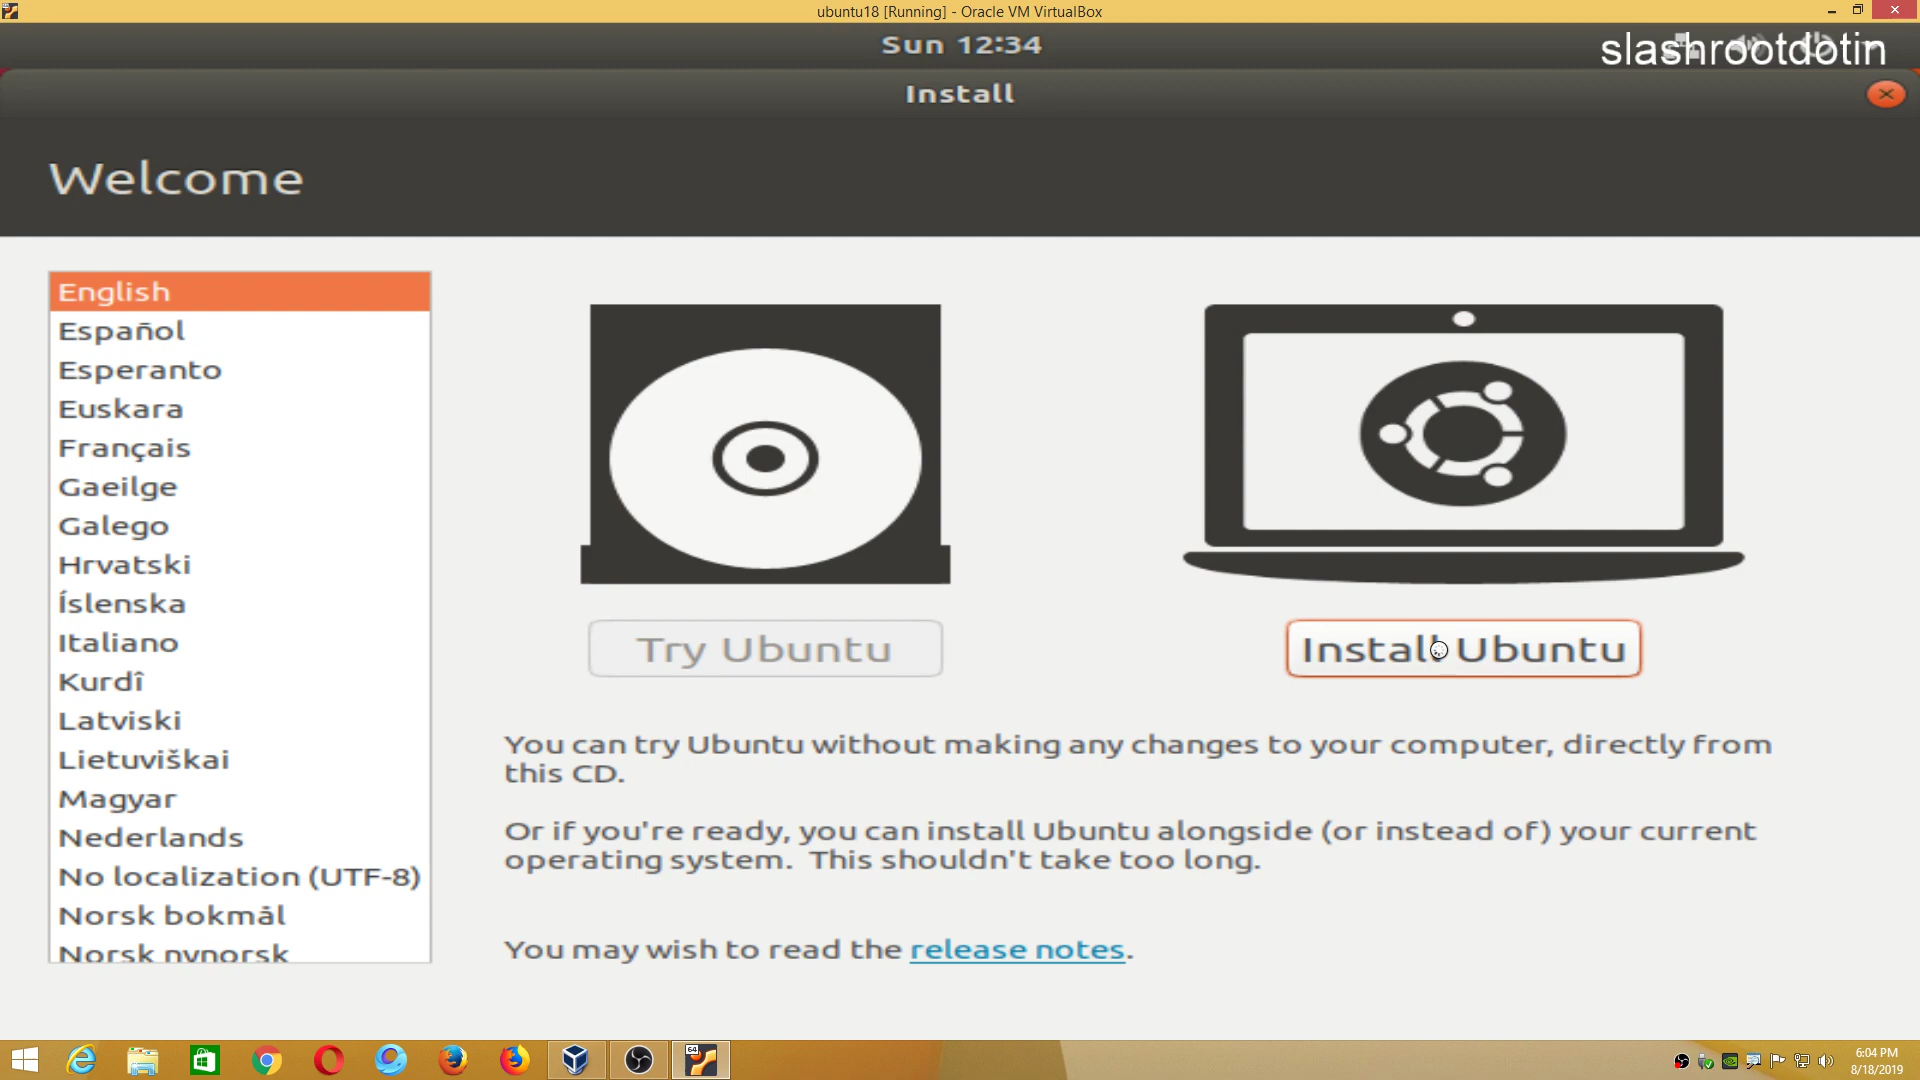 ubuntu18 [Running] - Oracle VM VirtualBox
Sun 12:34
slashrootdotin
Install
Welcome
English
Español
Esperanto
Euskara
Français
Gaeilge
Galego
Hrvatski
Íslenska
Italiano
Kurdî
Latviski
Lietuviškai
Magyar
Nederlands
No localization (UTF-8)
Norsk bokmål
Norsk nynorsk
Try Ubuntu
Install Ubuntu
You can try Ubuntu without making any changes to your computer, directly from
this CD.
Or if you're ready, you can install Ubuntu alongside (or instead of) your current
operating system. This shouldn't take too long.
You may wish to read the release notes.
64
6:04 PM
8/18/2019